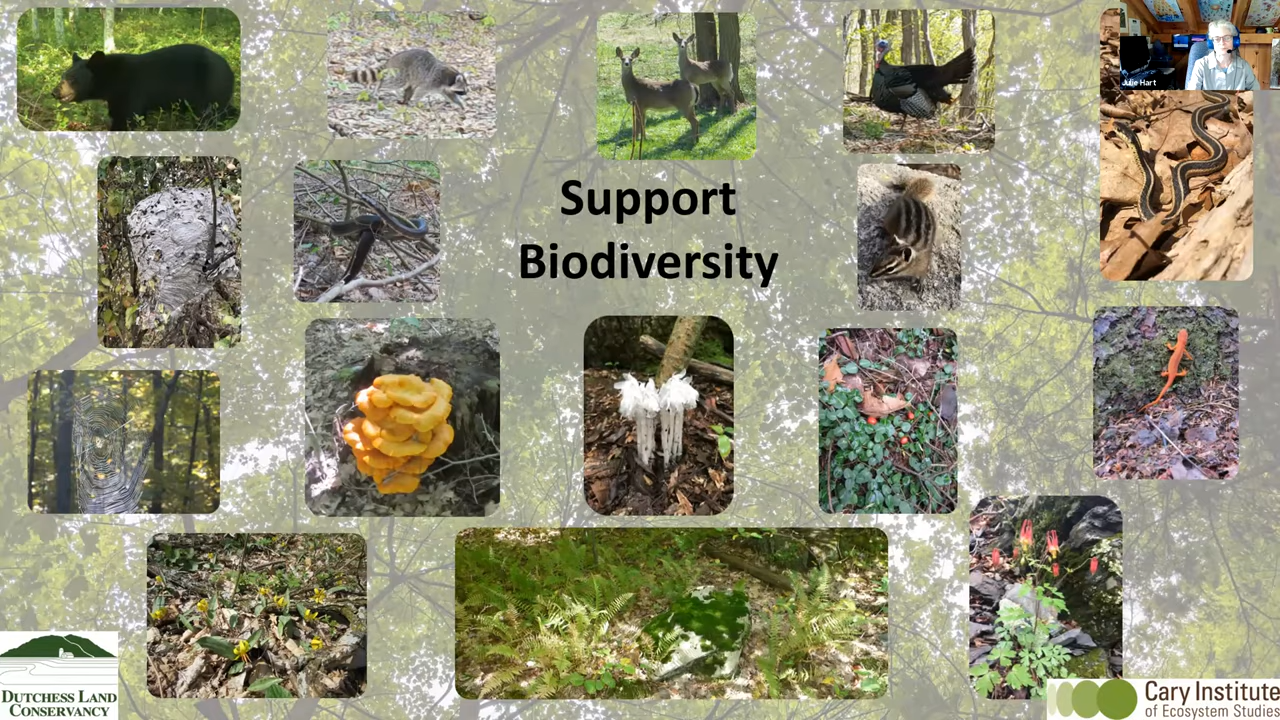 Julie Hart
Support
Biodiversity
DUTCHESS LAND
CONSERVANCY
Cary Institute
of Ecosystem Studies